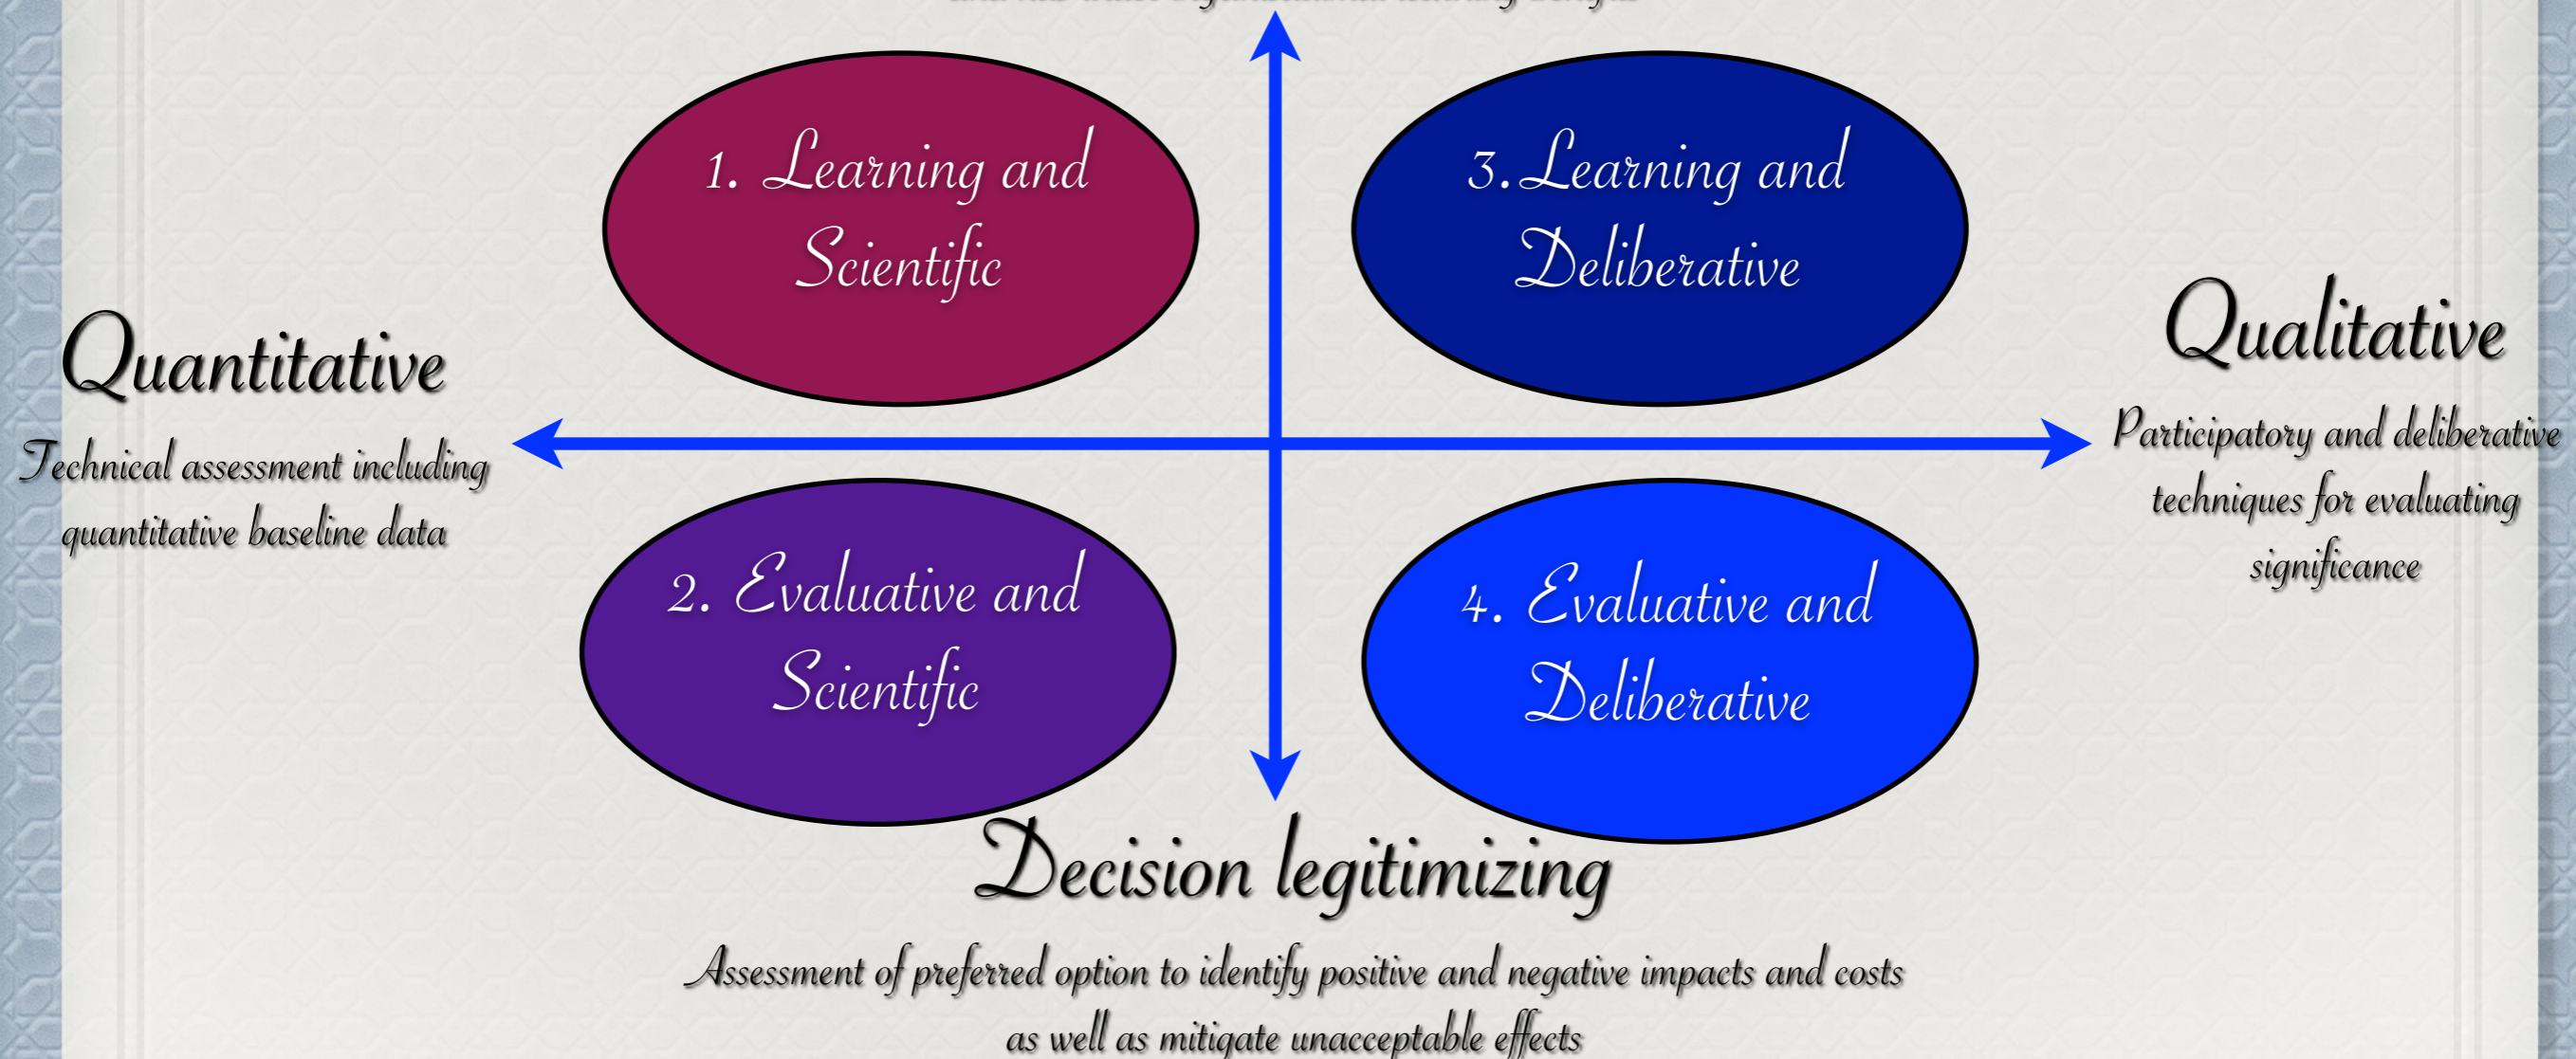 1. Learning and
Scientific
3. Learning and
Deliberative
Quantitative
Technical assessment including
quantitative baseline data
Qualitative
Participatory and deliberative
techniques for evaluating
significance
2. Evaluative and
Scientific
4. Evaluative and
Deliberative
Decision legitimizing
Assessment of preferred option to identify positive and negative impacts and costs
as well as mitigate unacceptable effects